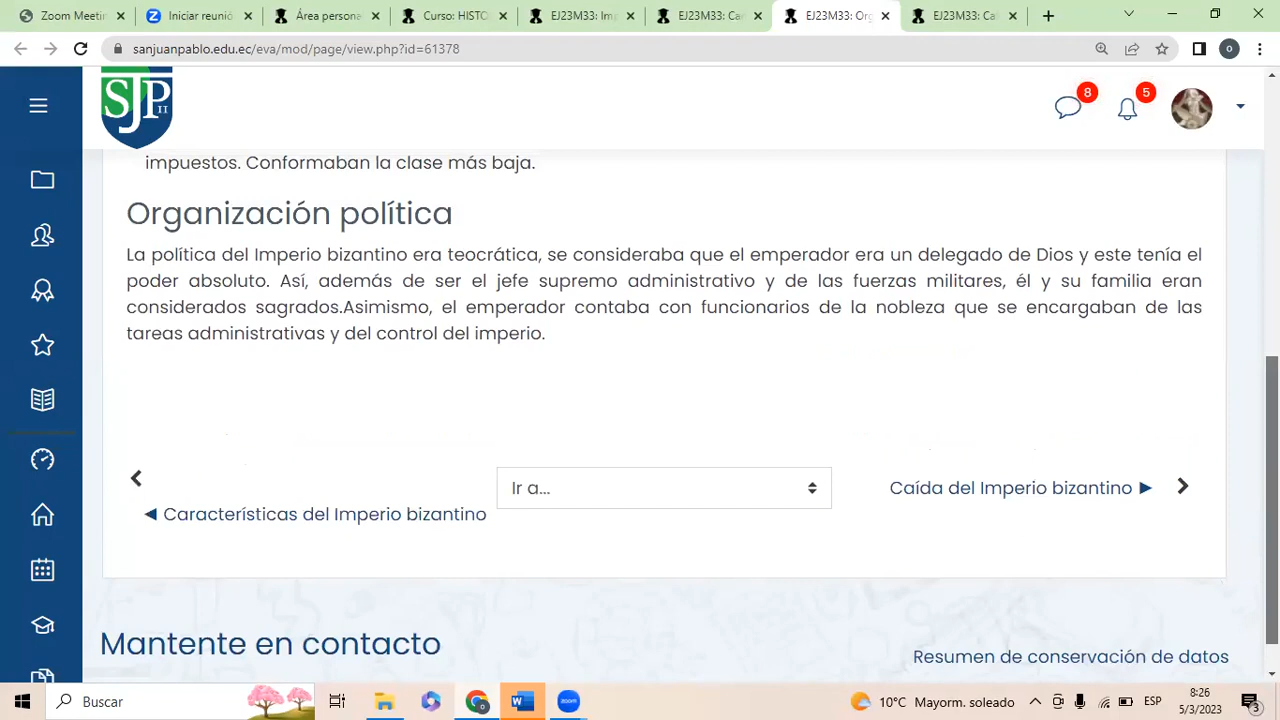 Zoom Meetin
Iniciar reunió
Área persona
Curso: HISTO
EJ23M33: Im
EJ23M33: Ca
EJ23M33: Org
EJ23M33: Ca
sanjuanpablo.edu.ec/eva/mod/page/view.php?id=61378
O
SJP II
8
5
impuestos. Conformaban la clase más baja.
Organización política
La política del Imperio bizantino era teocrática, se consideraba que el emperador era un delegado de Dios y este tenía el
poder absoluto. Así, además de ser el jefe supremo administrativo y de las fuerzas militares, él y su familia eran
considerados sagrados.Asimismo, el emperador contaba con funcionarios de la nobleza que se encargaban de las
tareas administrativas y del control del imperio.
Ir a...
Caída del Imperio bizantino ►
◄ Características del Imperio bizantino
Mantente en contacto
Resumen de conservación de datos
Buscar
10°C Mayorm. soleado
ESP
8:26
5/3/2023
3